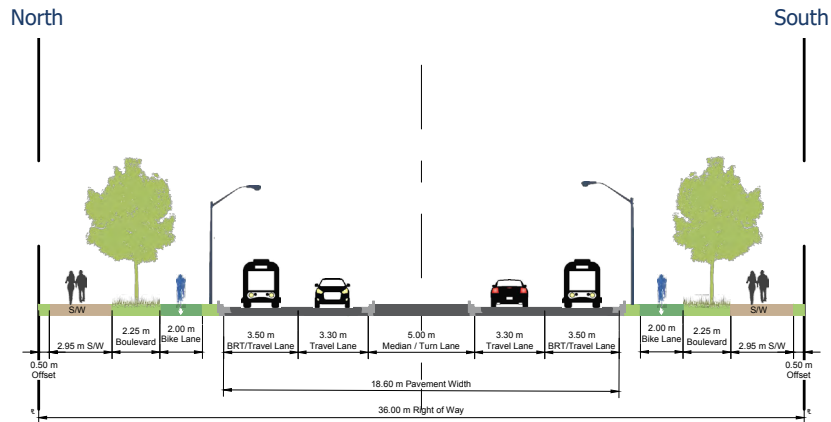 North
South
S/W
S/W
2.95 m S/W
2.25 m
Boulevard
2.00 m
Bike Lane
3.50 m
BRT/Travel Lane
3.30 m
Travel Lane
5.00 m
Median / Turn Lane
3.30 m
Travel Lane
3.50 m
BRT/Travel Lane
2.00 m
Bike Lane
2.25 m
Boulevard
2.95 m S/W
0.50 m
Offset
0.50 m
Offset
18.60 m Pavement Width
36.00 m Right of Way